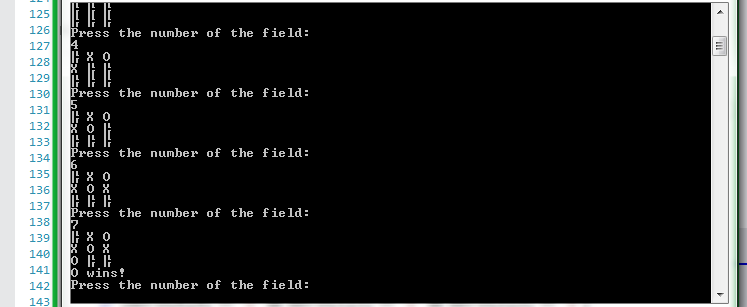 125
126
127
128
129
130
131
132
133
134
135
136
137
138
139
140
141
142
143
╠ ╠ ╠
╠ ╠ ╠
Press the number of the field:
4
╠ X O
X ╠ ╠
╠ ╠ ╠
Press the number of the field:
5
╠ X O
X O ╠
╠ ╠ ╠
Press the number of the field:
6
╠ X O
X O X
╠ ╠ ╠
Press the number of the field:
7
╠ X O
X O X
O ╠ ╠
O wins!
Press the number of the field: